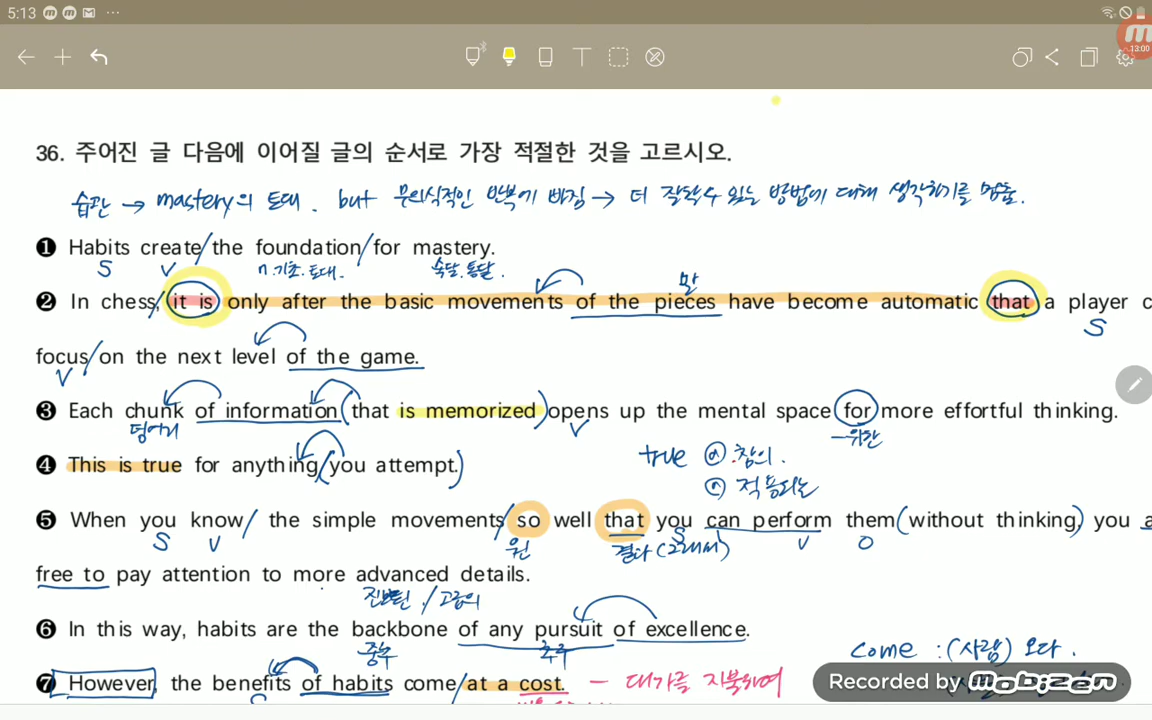 5:13 ...
13:00
36. 주어진 글 다음에 이어질 글의 순서로 가장 적절한 것을 고르시오.
습관 → mastery의 토대. but 무의식적인 반복에 빠짐 → 더 잘할 수 있는 방법에 대해 생각하기를 멈춤.
❶ Habits create / the foundation / for mastery.
S V n.기초.토대. 숙달.통달.
말
❷ In chess, it is only after the basic movements of the pieces have become automatic that a player c
S
focus / on the next level of the game.
V
❸ Each chunk of information (that is memorized) opens up the mental space for more effortful thinking.
덩어리 V ~위한
❹ This is true for anything (you attempt.)
true ⓐ 참의.
ⓐ 적용되는
❺ When you know / the simple movements / so well that you can perform them (without thinking), you a
S V 원 결과 (그래서) S V O
free to pay attention to more advanced details.
진보된 / 고급의
❻ In this way, habits are the backbone of any pursuit of excellence.
중추 추구
come : (사람) 오다.
❼ However, the benefits of habits come / at a cost. — 대가를 지불하여
S
Recorded by mobizen